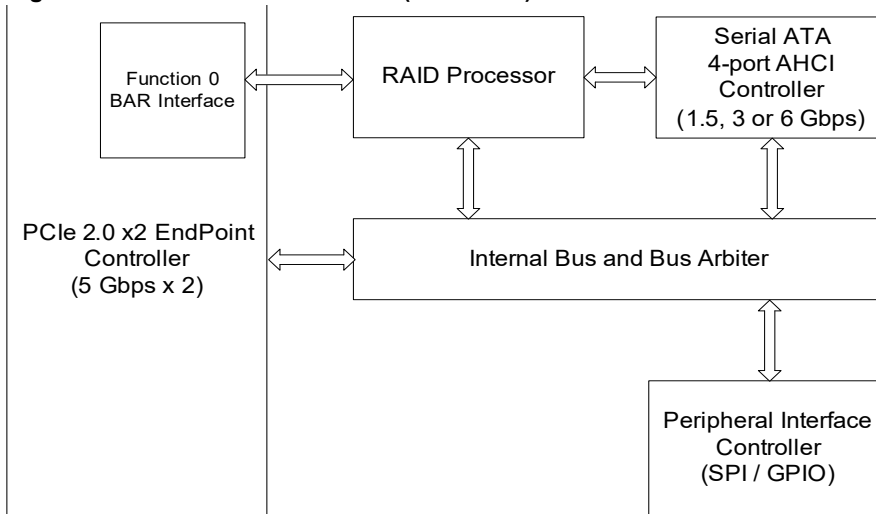 Function 0
BAR Interface
RAID Processor
Serial ATA
4-port AHCI
Controller
(1.5, 3 or 6 Gbps)
PCIe 2.0 x2 EndPoint
Controller
(5 Gbps x 2)
Internal Bus and Bus Arbiter
Peripheral Interface
Controller
(SPI / GPIO)